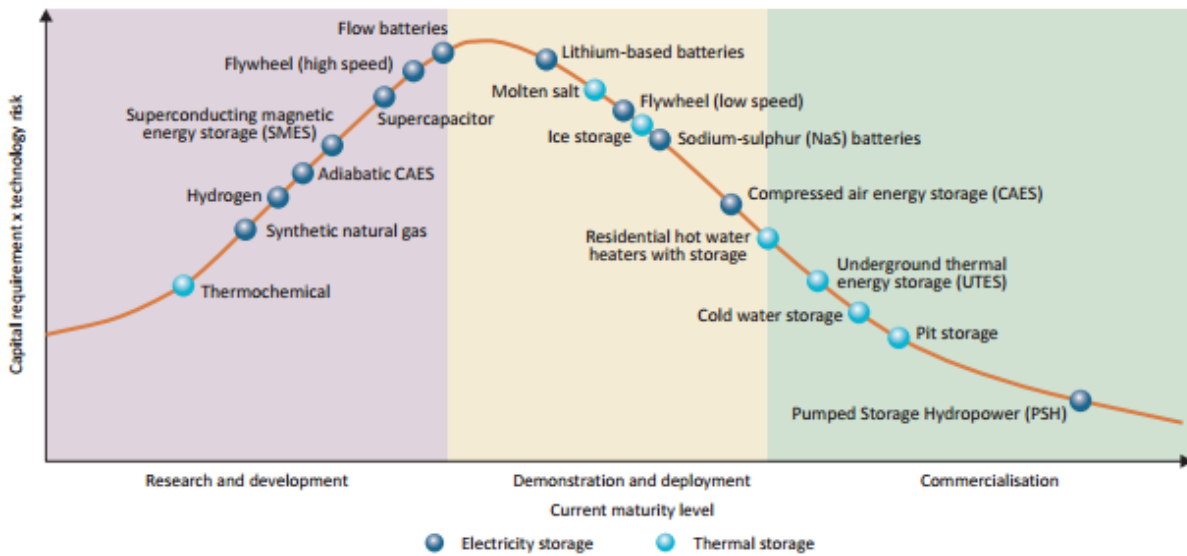 Capital requirement x technology risk
Flow batteries
Flywheel (high speed)
Supercapacitor
Superconducting magnetic
energy storage (SMES)
Adiabatic CAES
Hydrogen
Synthetic natural gas
Thermochemical
Lithium-based batteries
Molten salt
Flywheel (low speed)
Ice storage
Sodium-sulphur (NaS) batteries
Compressed air energy storage (CAES)
Residential hot water
heaters with storage
Underground thermal
energy storage (UTES)
Cold water storage
Pit storage
Pumped Storage Hydropower (PSH)
Research and development
Demonstration and deployment
Commercialisation
Current maturity level
Electricity storage
Thermal storage